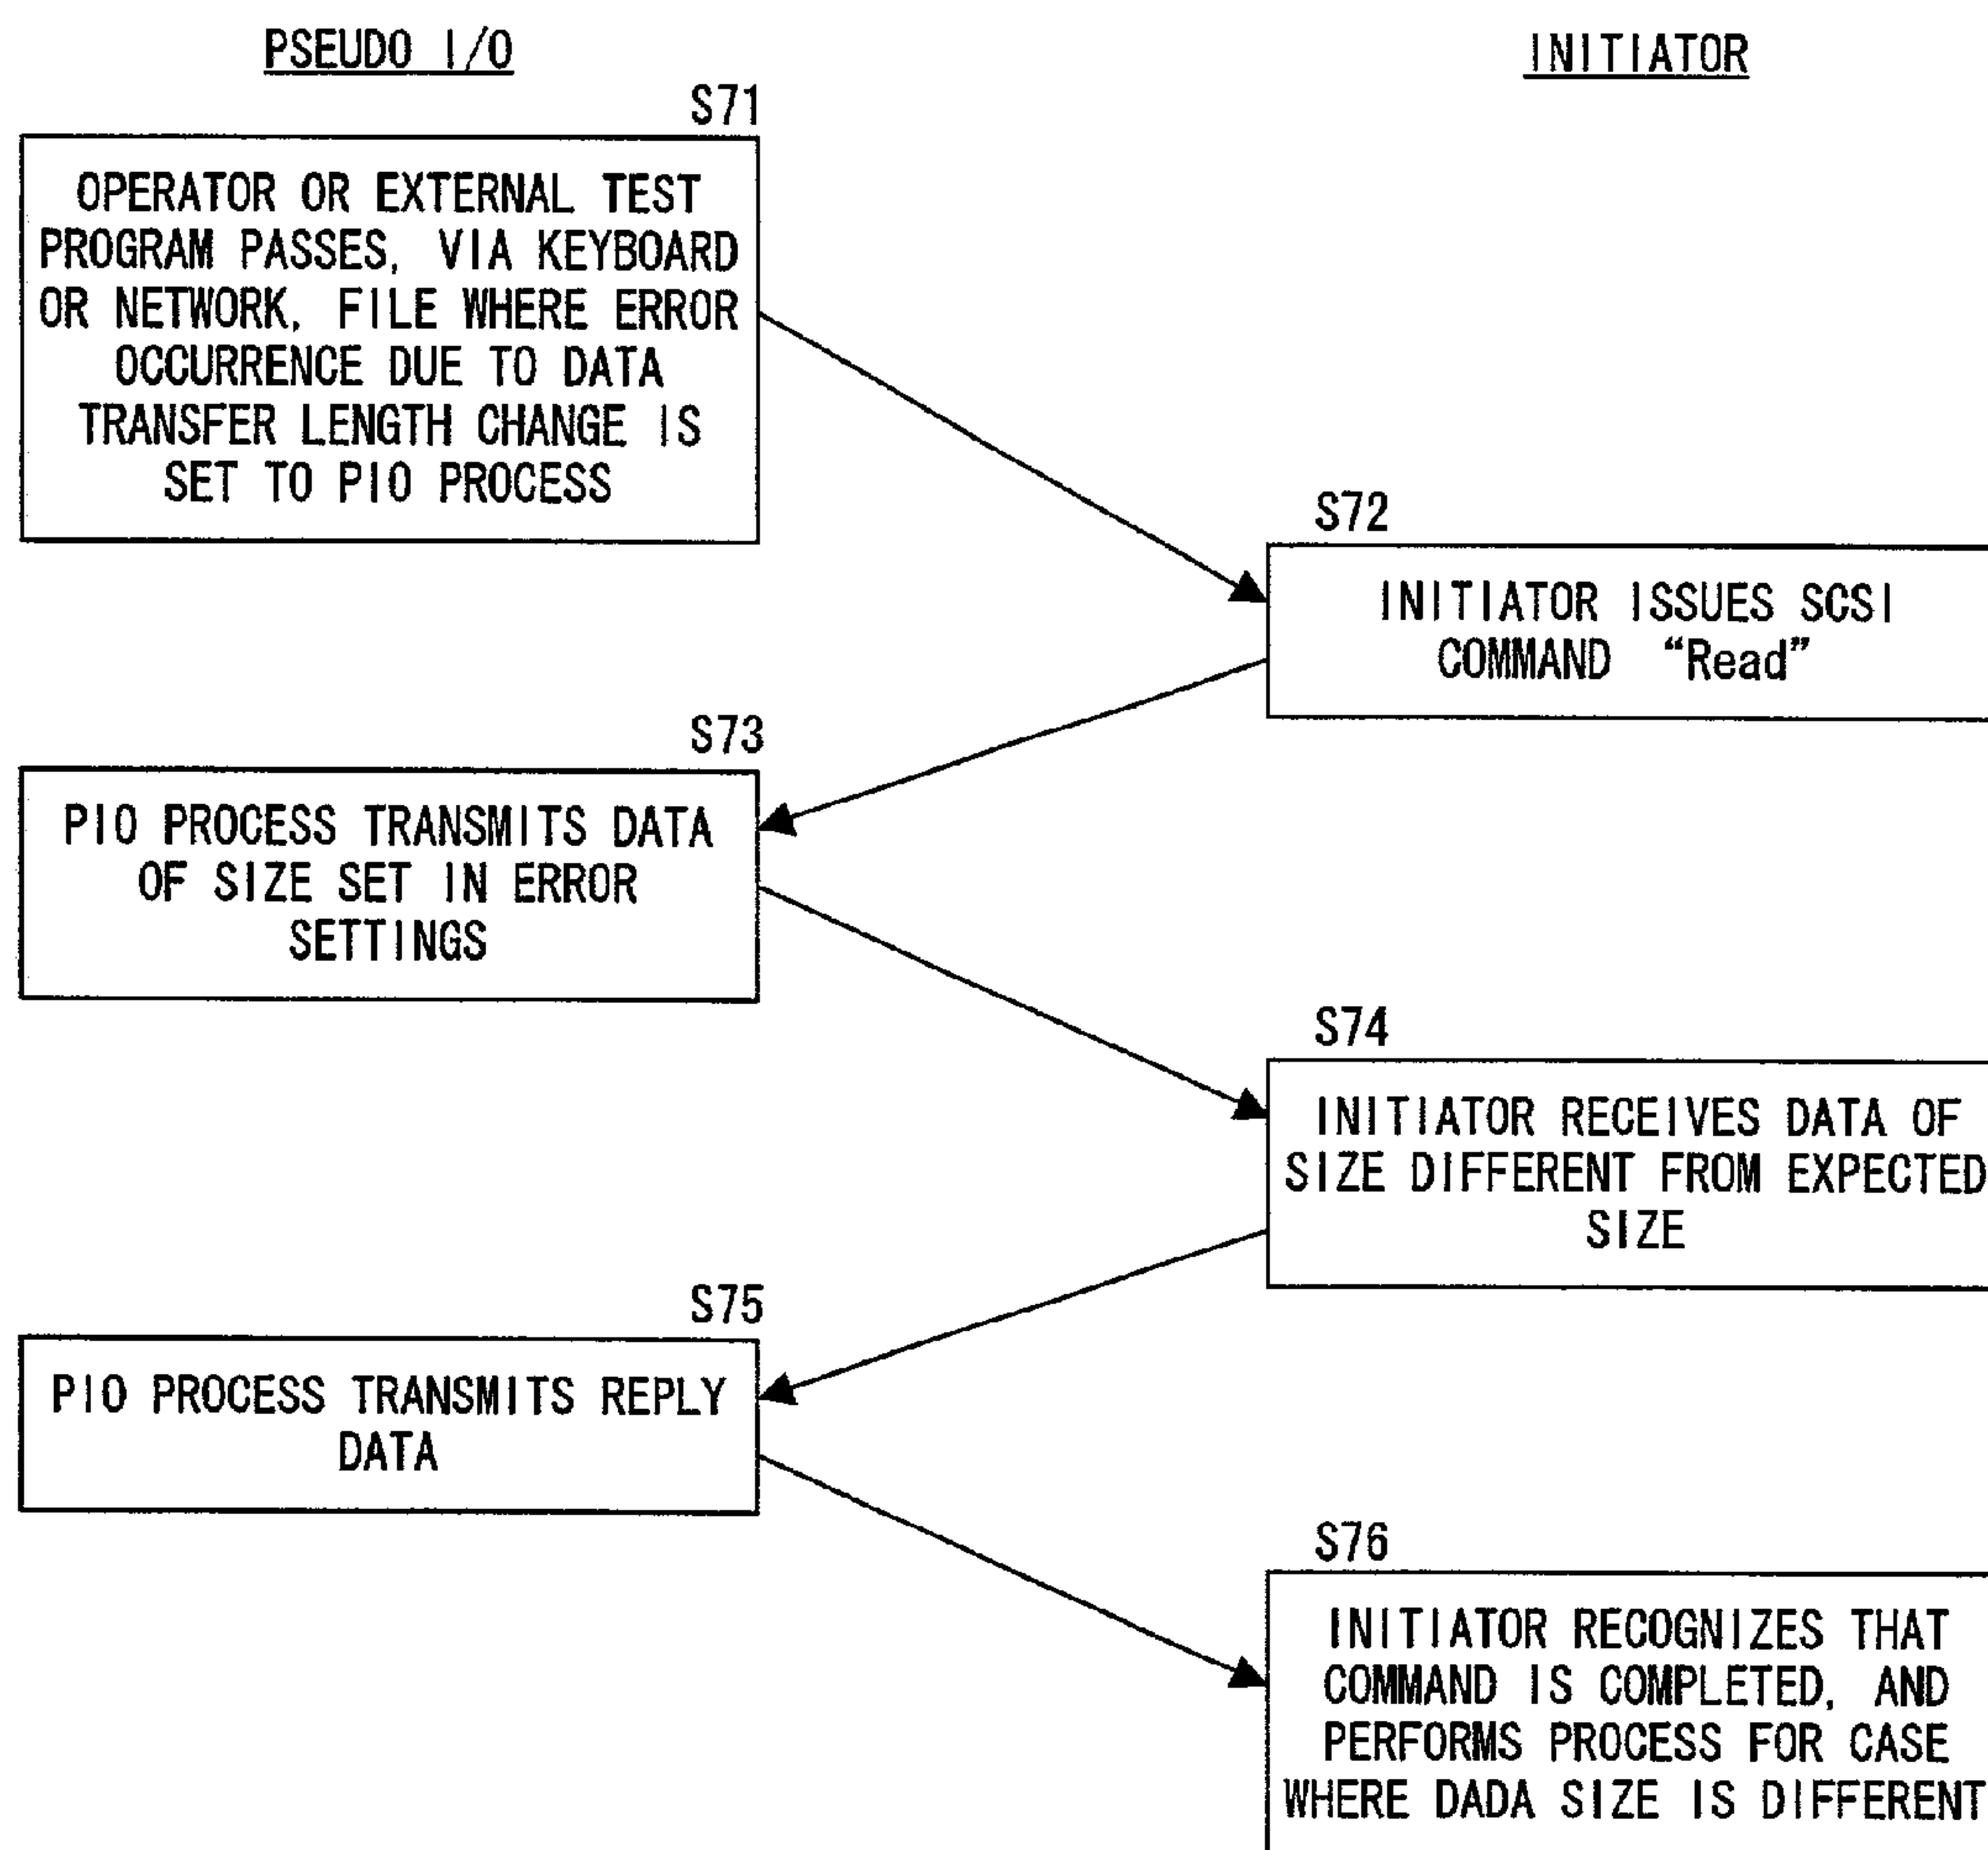 PSEUDO I/O
INITIATOR
S71
OPERATOR OR EXTERNAL TEST
PROGRAM PASSES, VIA KEYBOARD
OR NETWORK, FILE WHERE ERROR
OCCURRENCE DUE TO DATA
TRANSFER LENGTH CHANGE IS
SET TO PIO PROCESS
S72
INITIATOR ISSUES SCSI
COMMAND “Read”
S73
PIO PROCESS TRANSMITS DATA
OF SIZE SET IN ERROR
SETTINGS
S74
INITIATOR RECEIVES DATA OF
SIZE DIFFERENT FROM EXPECTED
SIZE
S75
PIO PROCESS TRANSMITS REPLY
DATA
S76
INITIATOR RECOGNIZES THAT
COMMAND IS COMPLETED, AND
PERFORMS PROCESS FOR CASE
WHERE DADA SIZE IS DIFFERENT